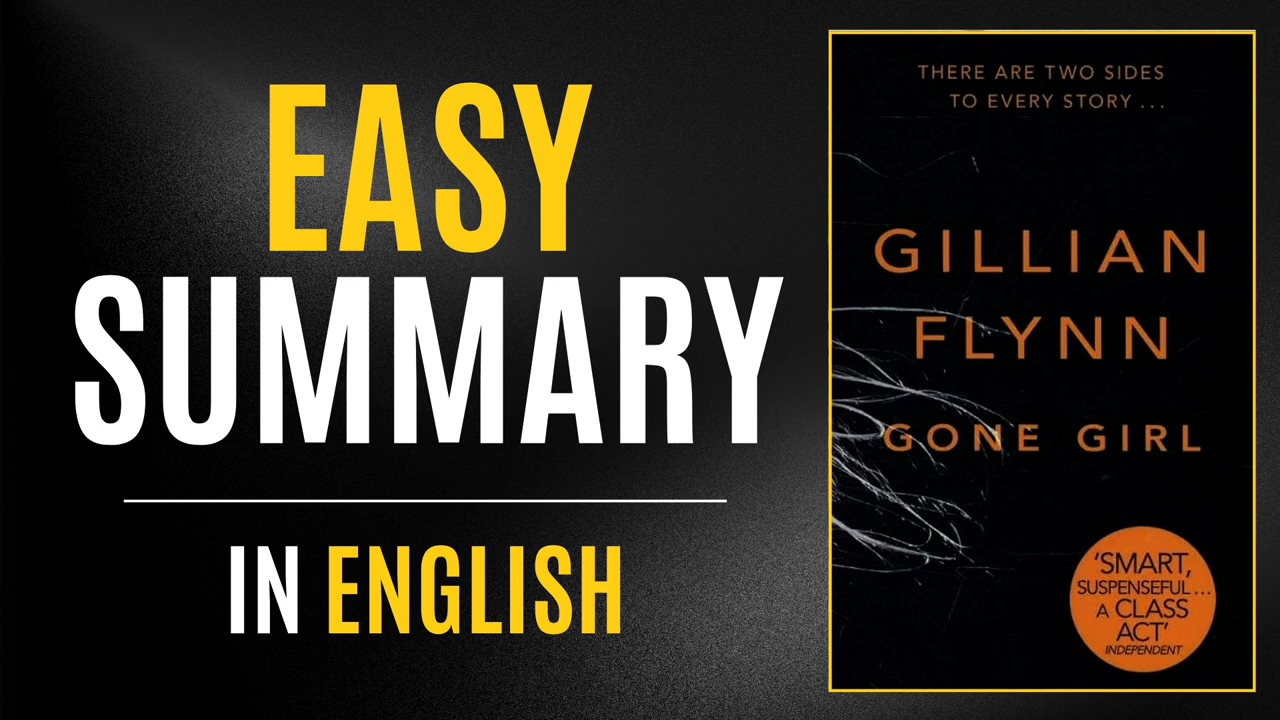 EASY
SUMMARY
IN ENGLISH
THERE ARE TWO SIDES
TO EVERY STORY...
GILLIAN
FLYNN
GONE GIRL
'SMART,
SUSPENSEFUL...
A CLASS
ACT'
INDEPENDENT